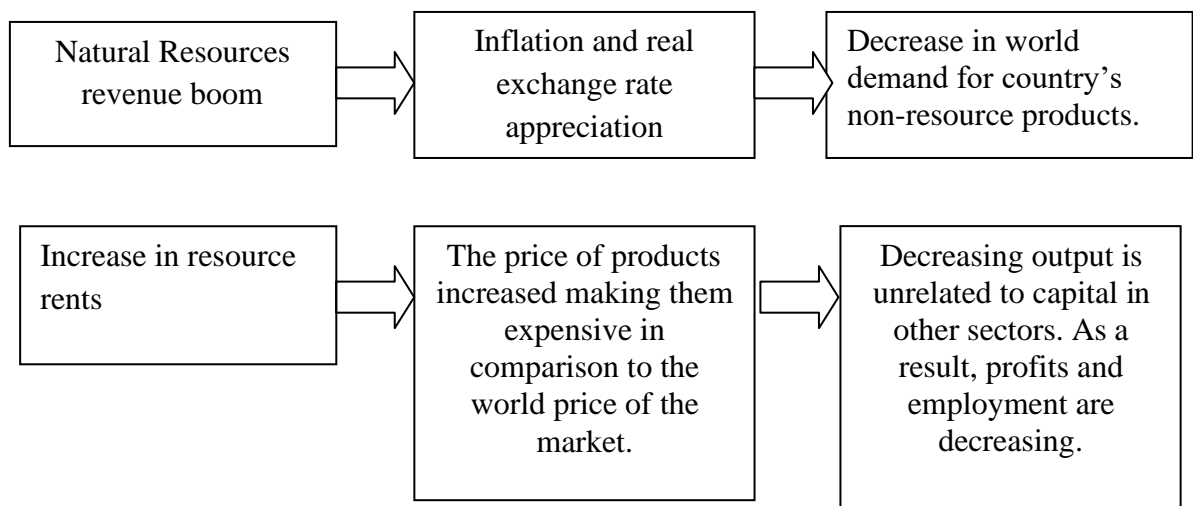 Natural Resources
revenue boom
Inflation and real
exchange rate
appreciation
Decrease in world
demand for country’s
non-resource products.
Increase in resource
rents
The price of products
increased making them
expensive in
comparison to the
world price of the
market.
Decreasing output is
unrelated to capital in
other sectors. As a
result, profits and
employment are
decreasing.